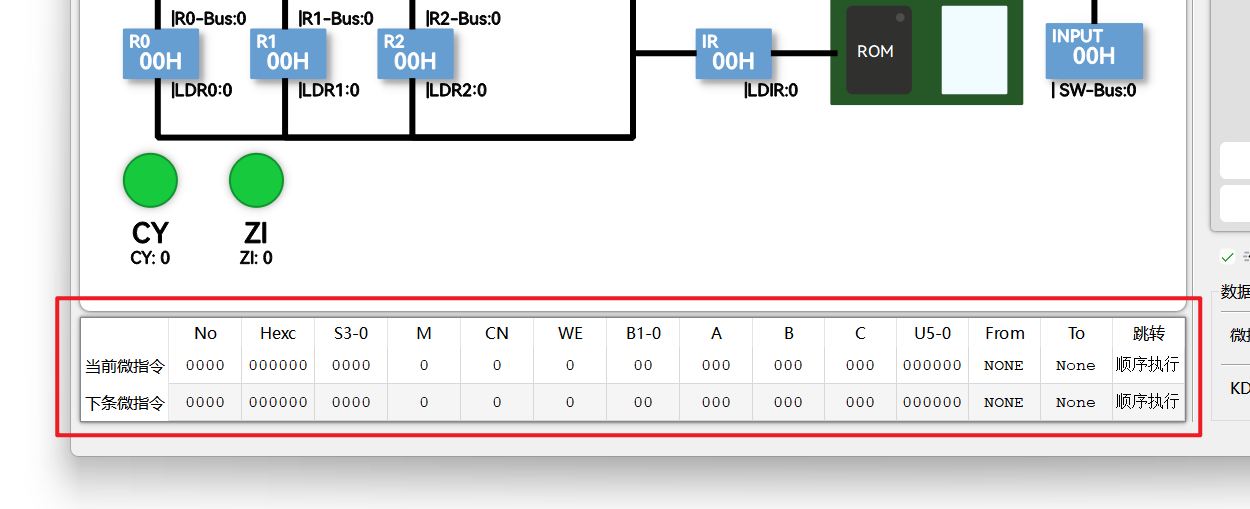 |R0-Bus:0 |R1-Bus:0 |R2-Bus:0
R0 R1 R2 IR ROM INPUT
00H 00H 00H 00H 00H
|LDR0:0 |LDR1:0 |LDR2:0 |LDIR:0 | SW-Bus:0
CY ZI
CY: 0 ZI: 0
数据
No Hexc S3-0 M CN WE B1-0 A B C U5-0 From To 跳转
当前微指令 0000 000000 0000 0 0 0 00 000 000 000 000000 NONE None 顺序执行
下条微指令 0000 000000 0000 0 0 0 00 000 000 000 000000 NONE None 顺序执行
KD